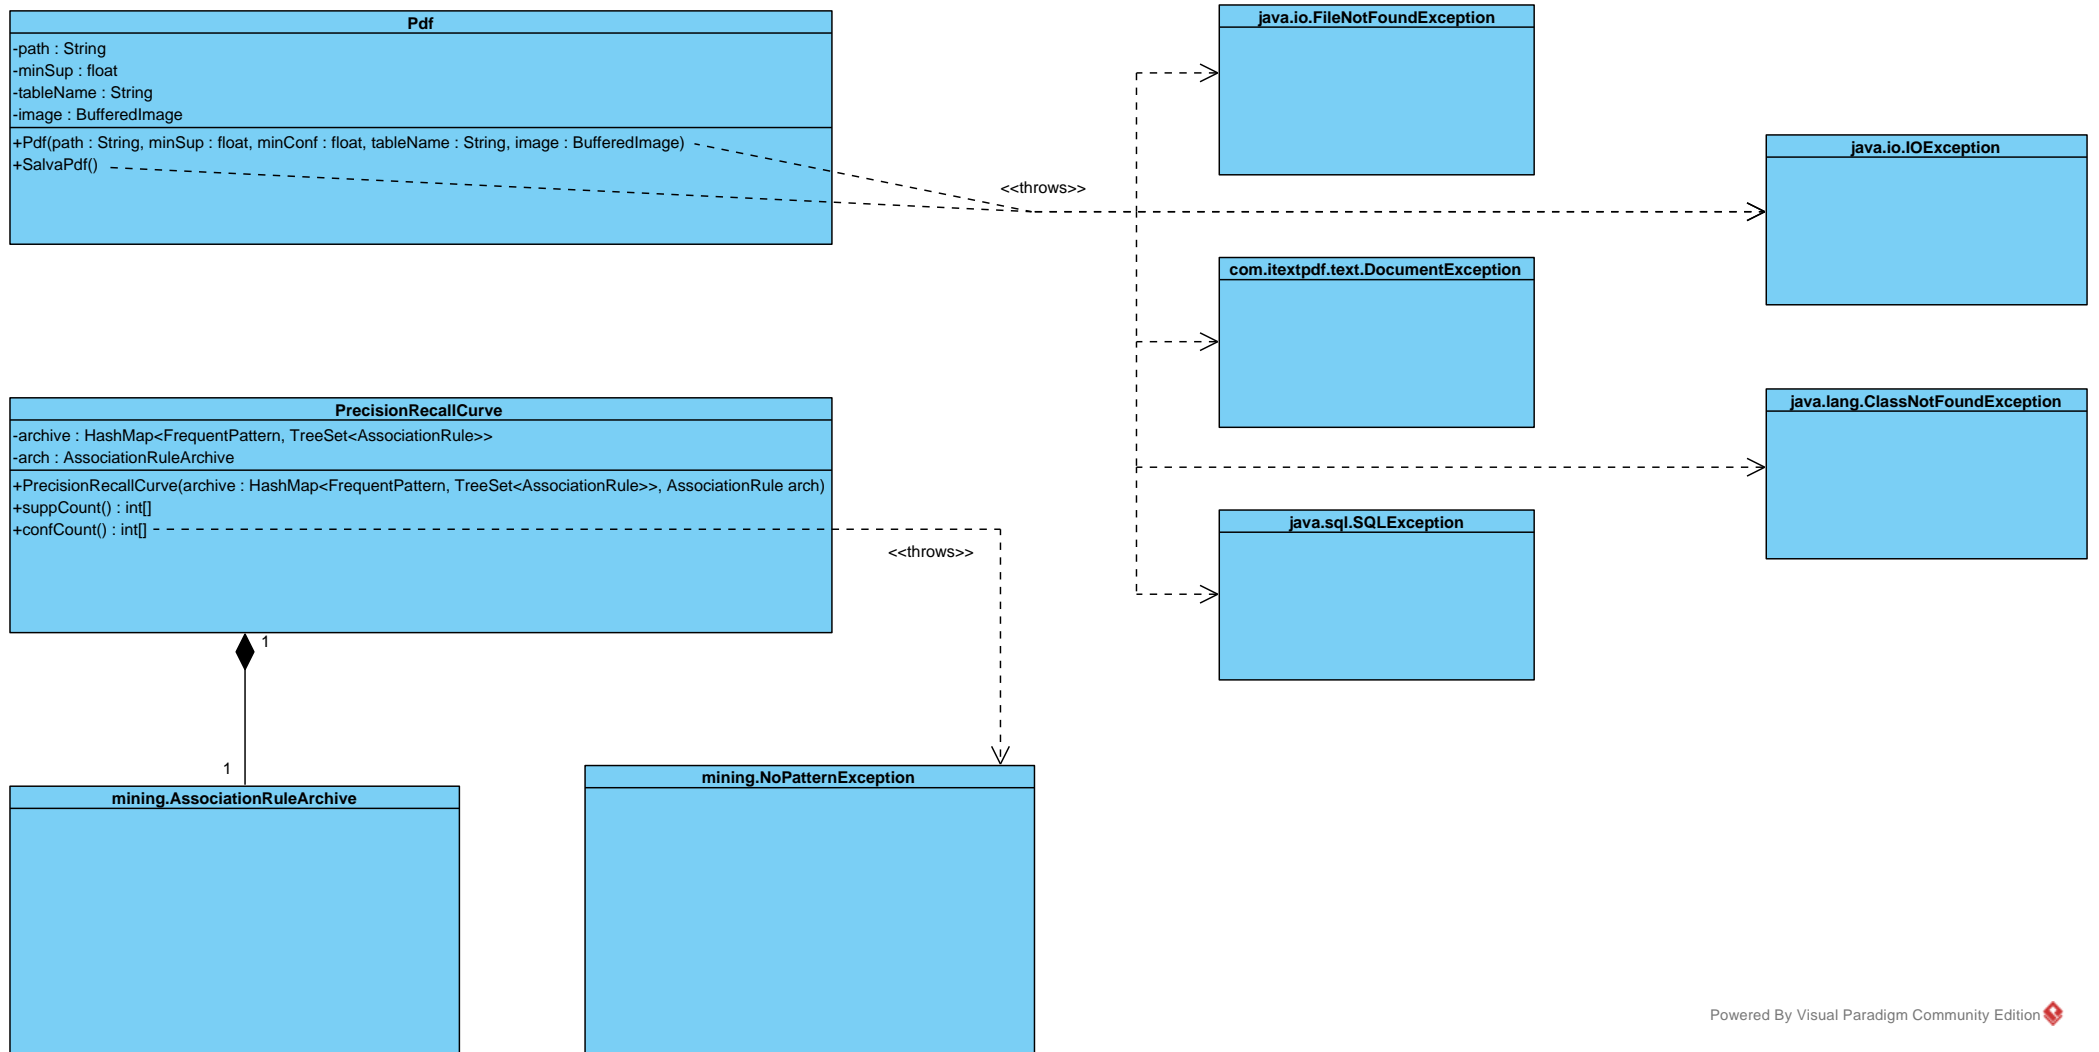 Pdf
-path : String
-minSup : float
-tableName : String
-image : BufferedImage
+Pdf(path : String, minSup : float, minConf : float, tableName : String, image : BufferedImage)
+SalvaPdf()
<<throws>>
java.io.FileNotFoundException
java.io.IOException
com.itextpdf.text.DocumentException
java.lang.ClassNotFoundException
java.sql.SQLException
PrecisionRecallCurve
-archive : HashMap<FrequentPattern, TreeSet<AssociationRule>>
-arch : AssociationRuleArchive
+PrecisionRecallCurve(archive : HashMap<FrequentPattern, TreeSet<AssociationRule>>, AssociationRule arch)
+suppCount() : int[]
+confCount() : int[]
<<throws>>
1
1
mining.AssociationRuleArchive
mining.NoPatternException
Powered By Visual Paradigm Community Edition